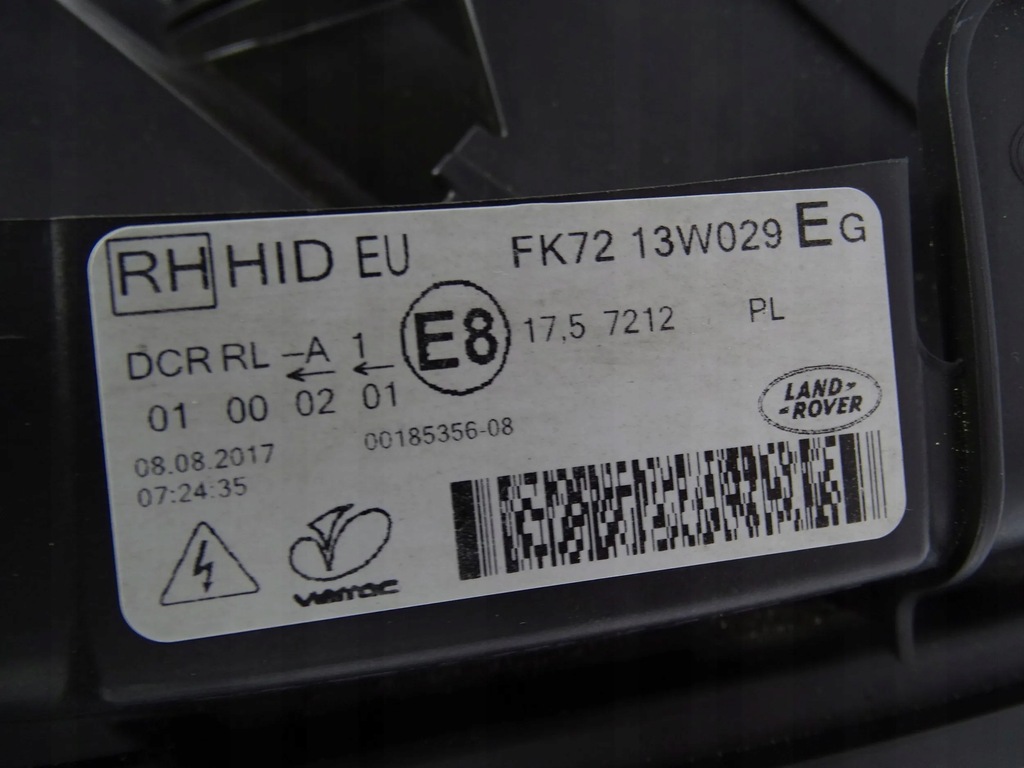 RH HID EU FK72 13W029 EG
DCR RL -A 1 E8 17,5 7212 PL
01 00 02 01
LAND-
-ROVER
00185356-08
08.08.2017
07:24:35